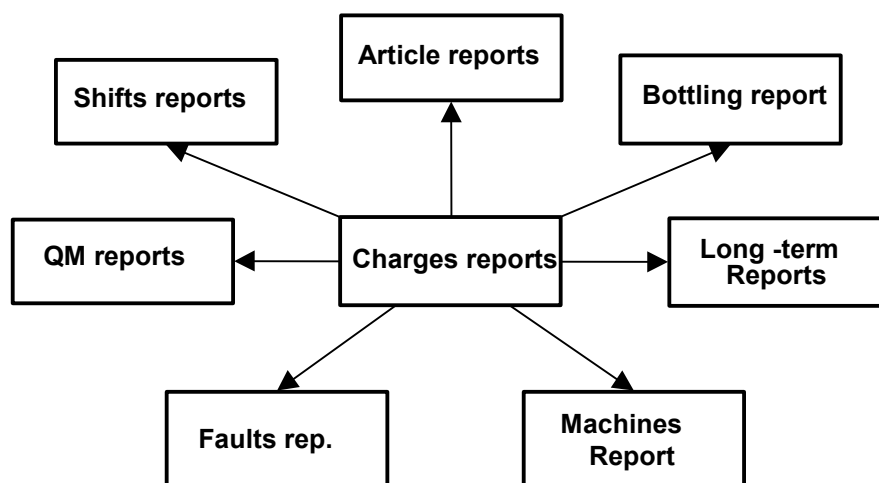 Article reports
Shifts reports
Bottling report
QM reports
Charges reports
Long -term
Reports
Faults rep.
Machines
Report